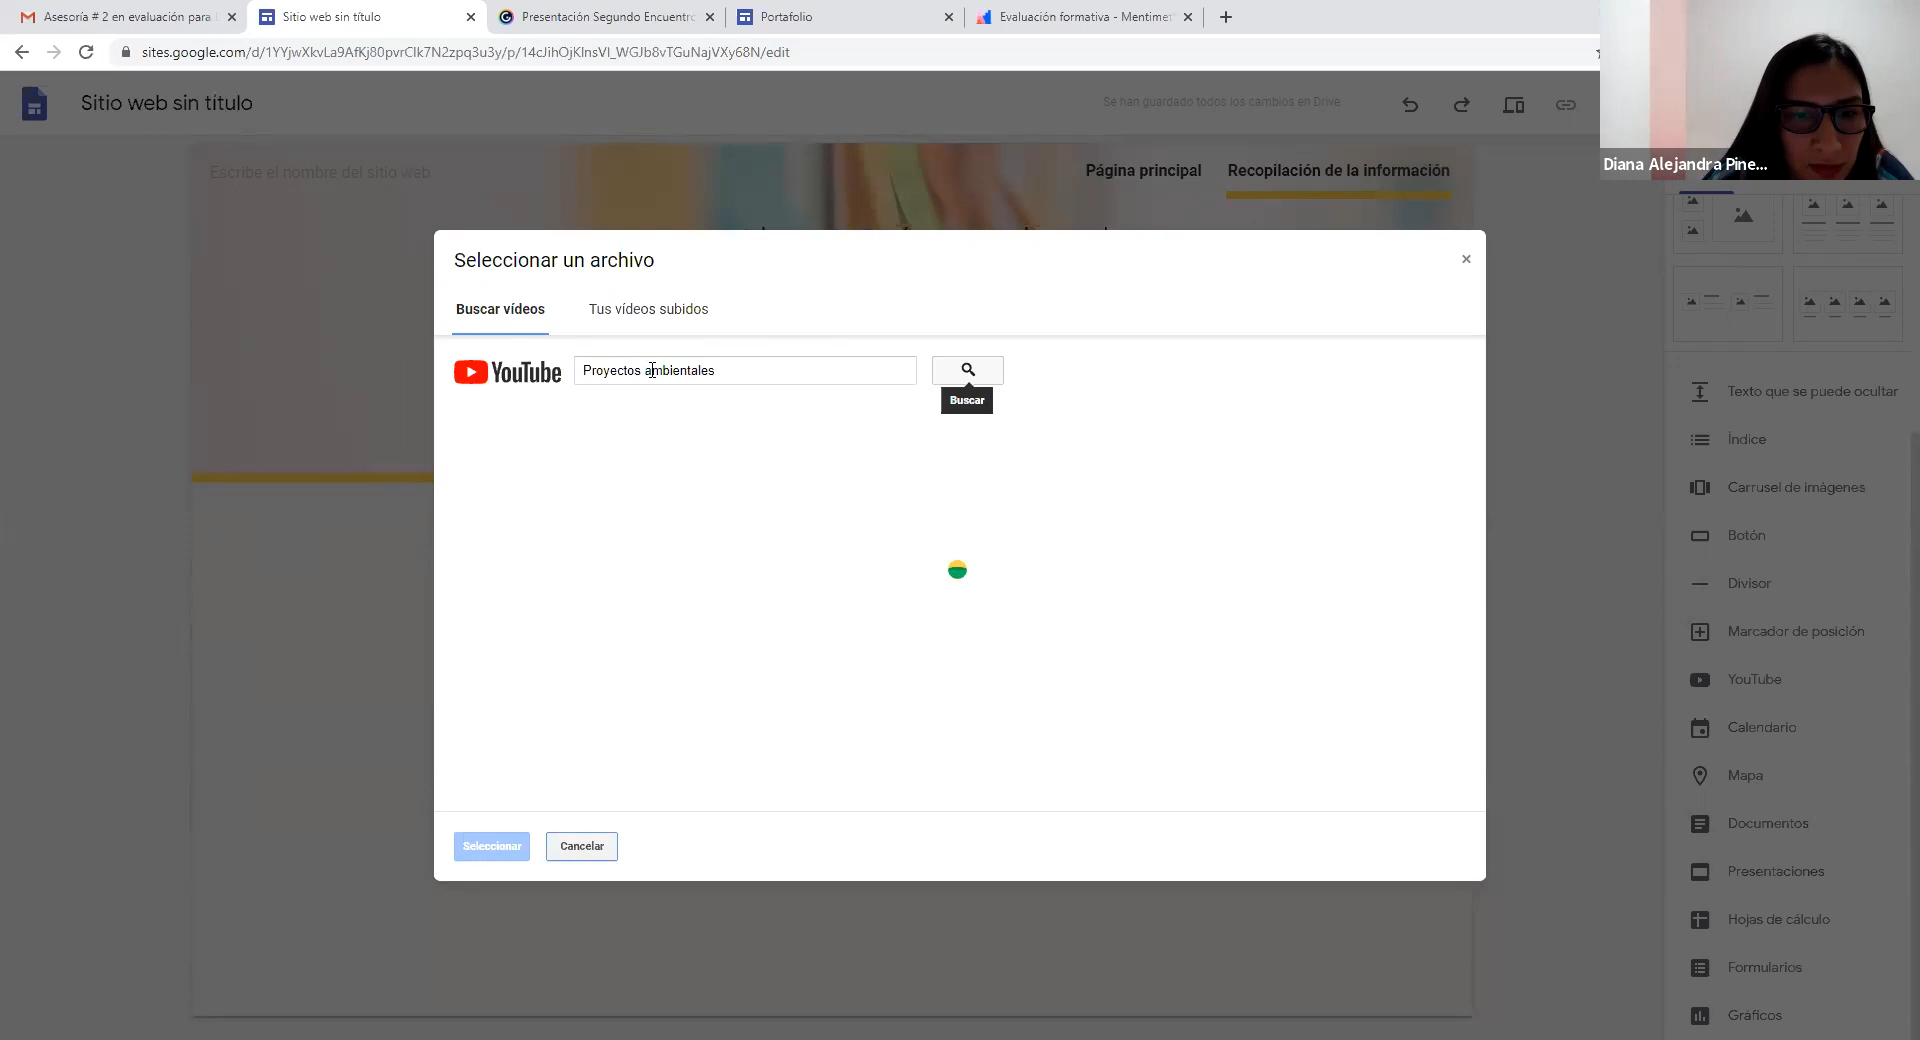 Asesoría # 2 en evaluación para
Sitio web sin título
Presentación Segundo Encuentro
Portafolio
Evaluación formativa - Mentimet
sites.google.com/d/1YYjwXkvLa9AfKj80pvrClk7N2zpq3u3y/p/14cJihOjKInsVl_WGJb8vTGuNajVXy68N/edit
Sitio web sin título
Se han guardado todos los cambios en Drive
Diana Alejandra Pine...
Escribe el nombre del sitio web
Página principal
Recopilación de la información
Seleccionar un archivo
×
Buscar vídeos
Tus vídeos subidos
YouTube
Proyectos ambientales
Buscar
Seleccionar
Cancelar
Texto que se puede ocultar
Índice
Carrusel de imágenes
Botón
Divisor
Marcador de posición
YouTube
Calendario
Mapa
Documentos
Presentaciones
Hojas de cálculo
Formularios
Gráficos